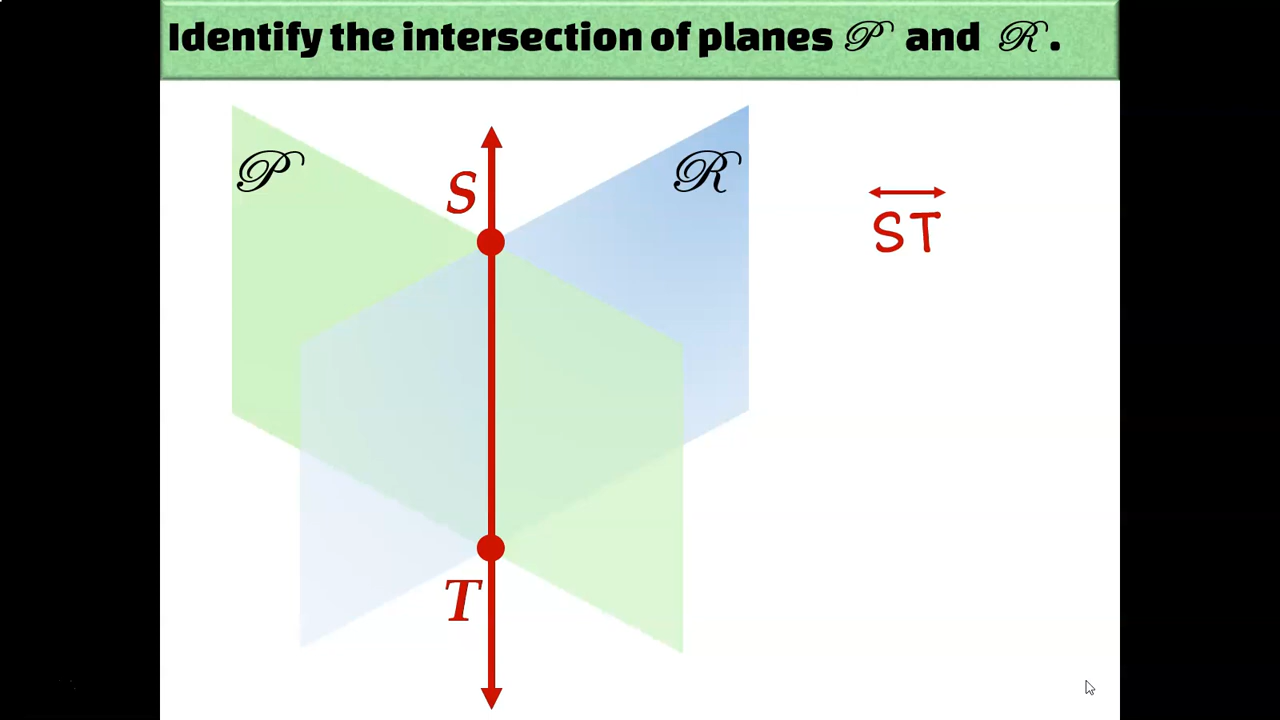 Identify the intersection of planes 𝒫 and ℛ.
𝒫
ℛ
S
ST
T